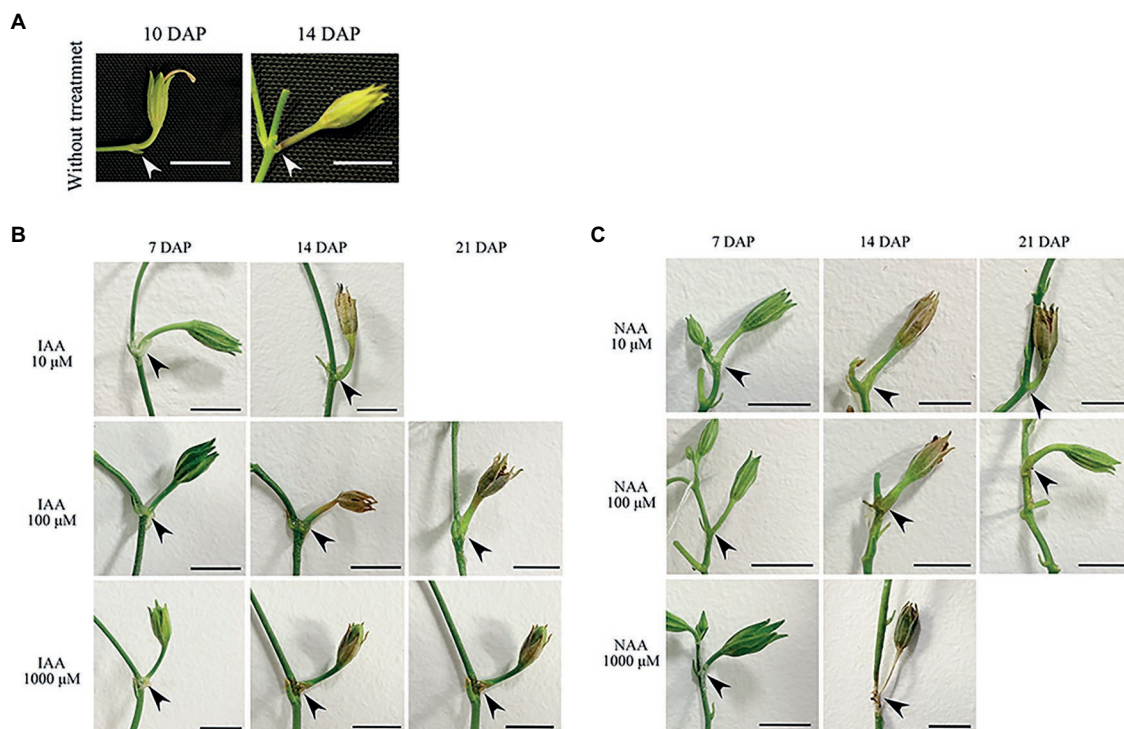 A
10 DAP 14 DAP
Without trreatmnet
B
7 DAP 14 DAP 21 DAP
IAA
10 µM
IAA
100 µM
IAA
1000 µM
C
7 DAP 14 DAP 21 DAP
NAA
10 µM
NAA
100 µM
NAA
1000 µM